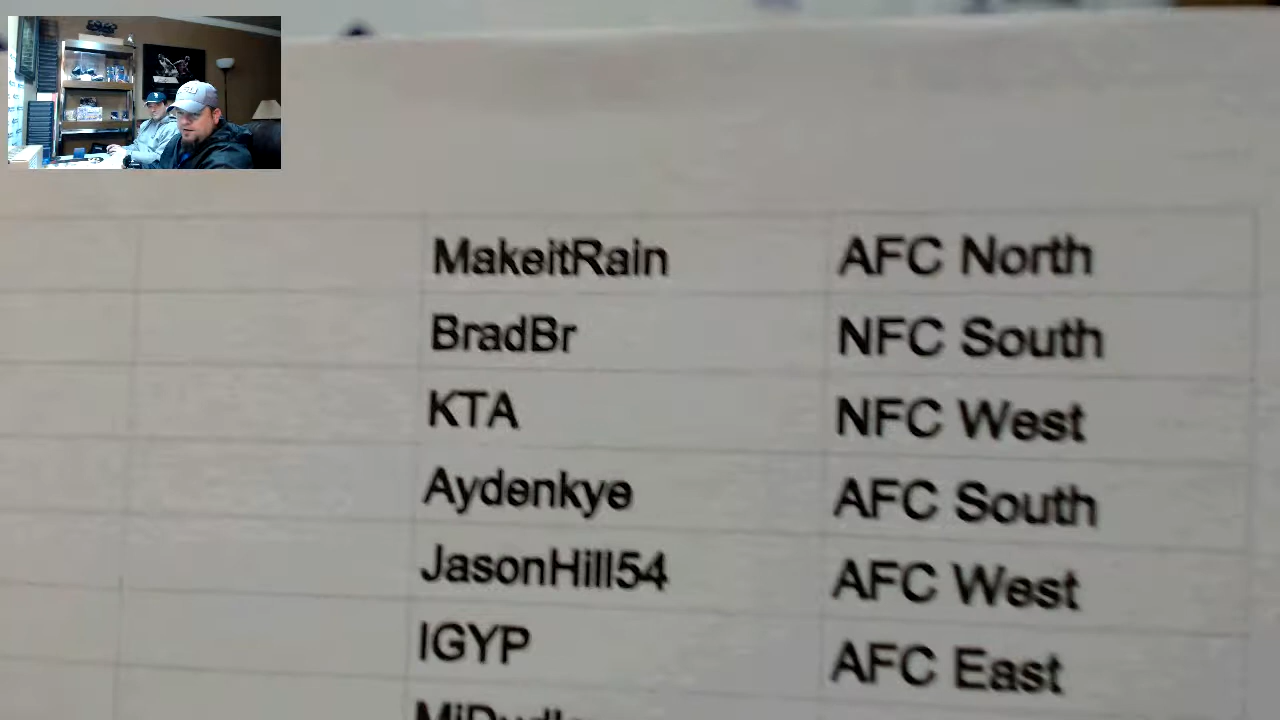 MakeitRain AFC North
BradBr NFC South
KTA NFC West
Aydenkye AFC South
JasonHill54 AFC West
IGYP AFC East